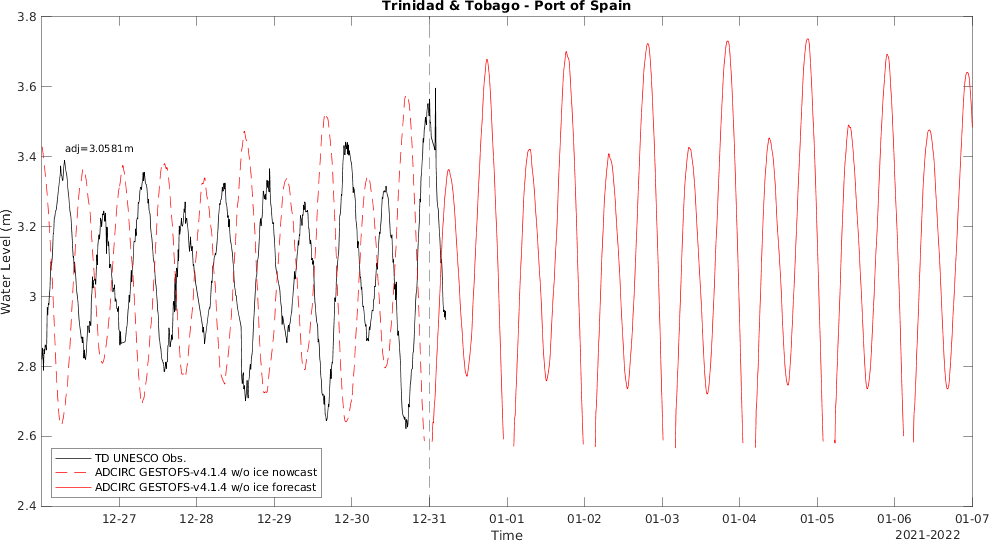 Trinidad & Tobago - Port of Spain
3.8
3.6
3.4
3.2
3
2.8
2.6
2.4
Water Level (m)
adj=3.0581m
TD UNESCO Obs.
ADCIRC GESTOFS-v4.1.4 w/o ice nowcast
ADCIRC GESTOFS-v4.1.4 w/o ice forecast
12-27 12-28 12-29 12-30 12-31 01-01 01-02 01-03 01-04 01-05 01-06 01-07
Time
2021-2022